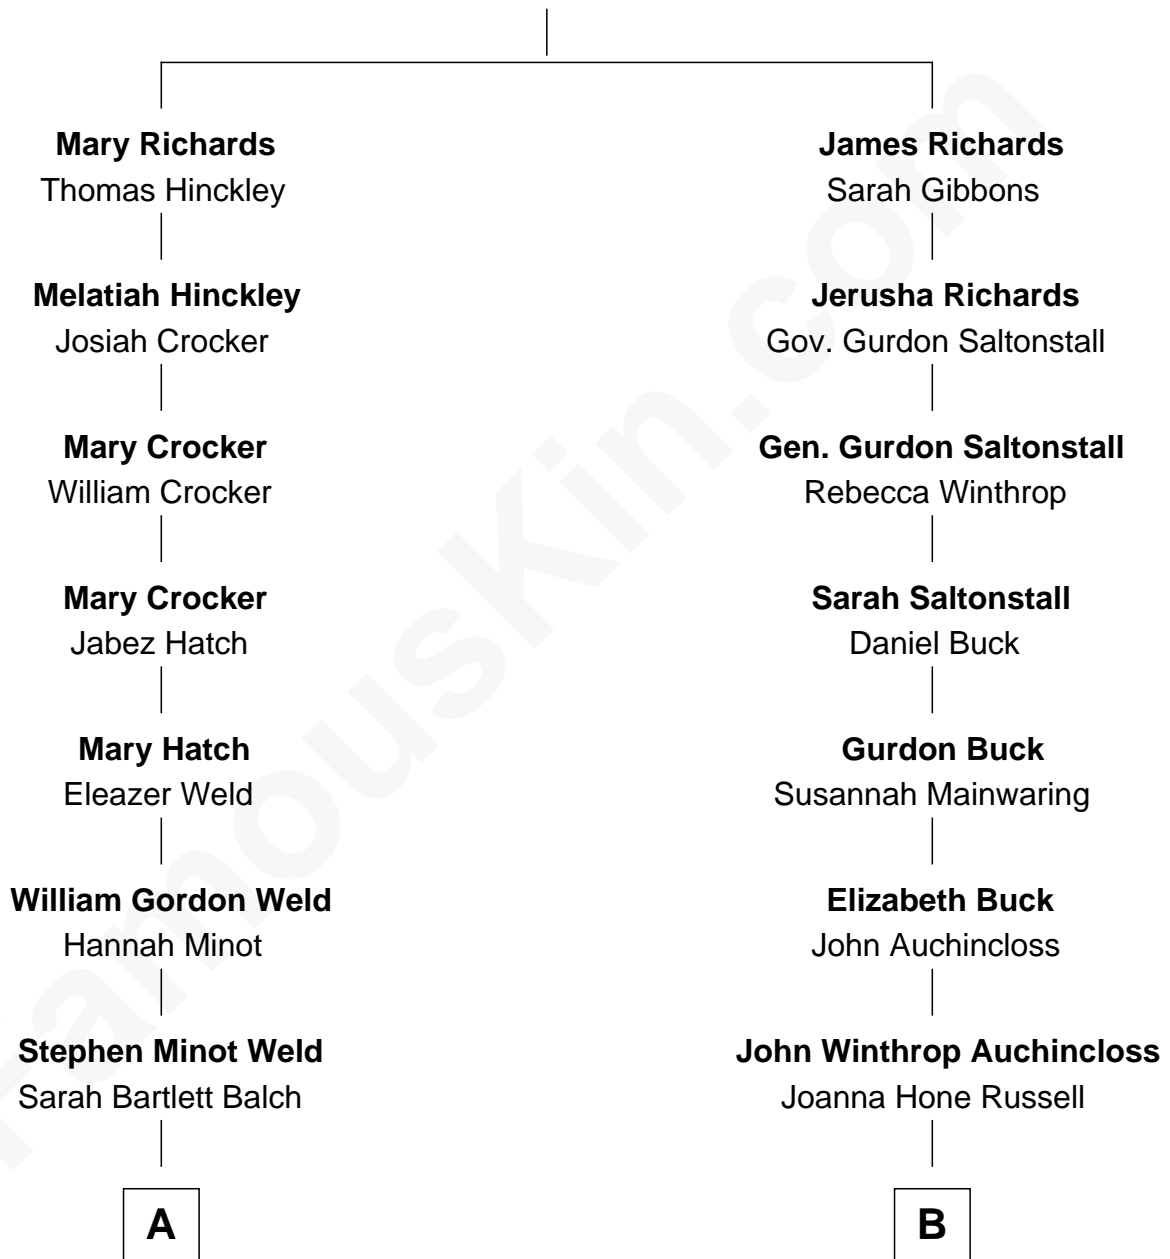 Mary Richards
Thomas Hinckley
Melatiah Hinckley
Josiah Crocker
Mary Crocker
William Crocker
Mary Crocker
Jabez Hatch
Mary Hatch
Eleazer Weld
William Gordon Weld
Hannah Minot
Stephen Minot Weld
Sarah Bartlett Balch
A
James Richards
Sarah Gibbons
Jerusha Richards
Gov. Gurdon Saltonstall
Gen. Gurdon Saltonstall
Rebecca Winthrop
Sarah Saltonstall
Daniel Buck
Gurdon Buck
Susannah Mainwaring
Elizabeth Buck
John Auchincloss
John Winthrop Auchincloss
Joanna Hone Russell
B
FamousKin.com